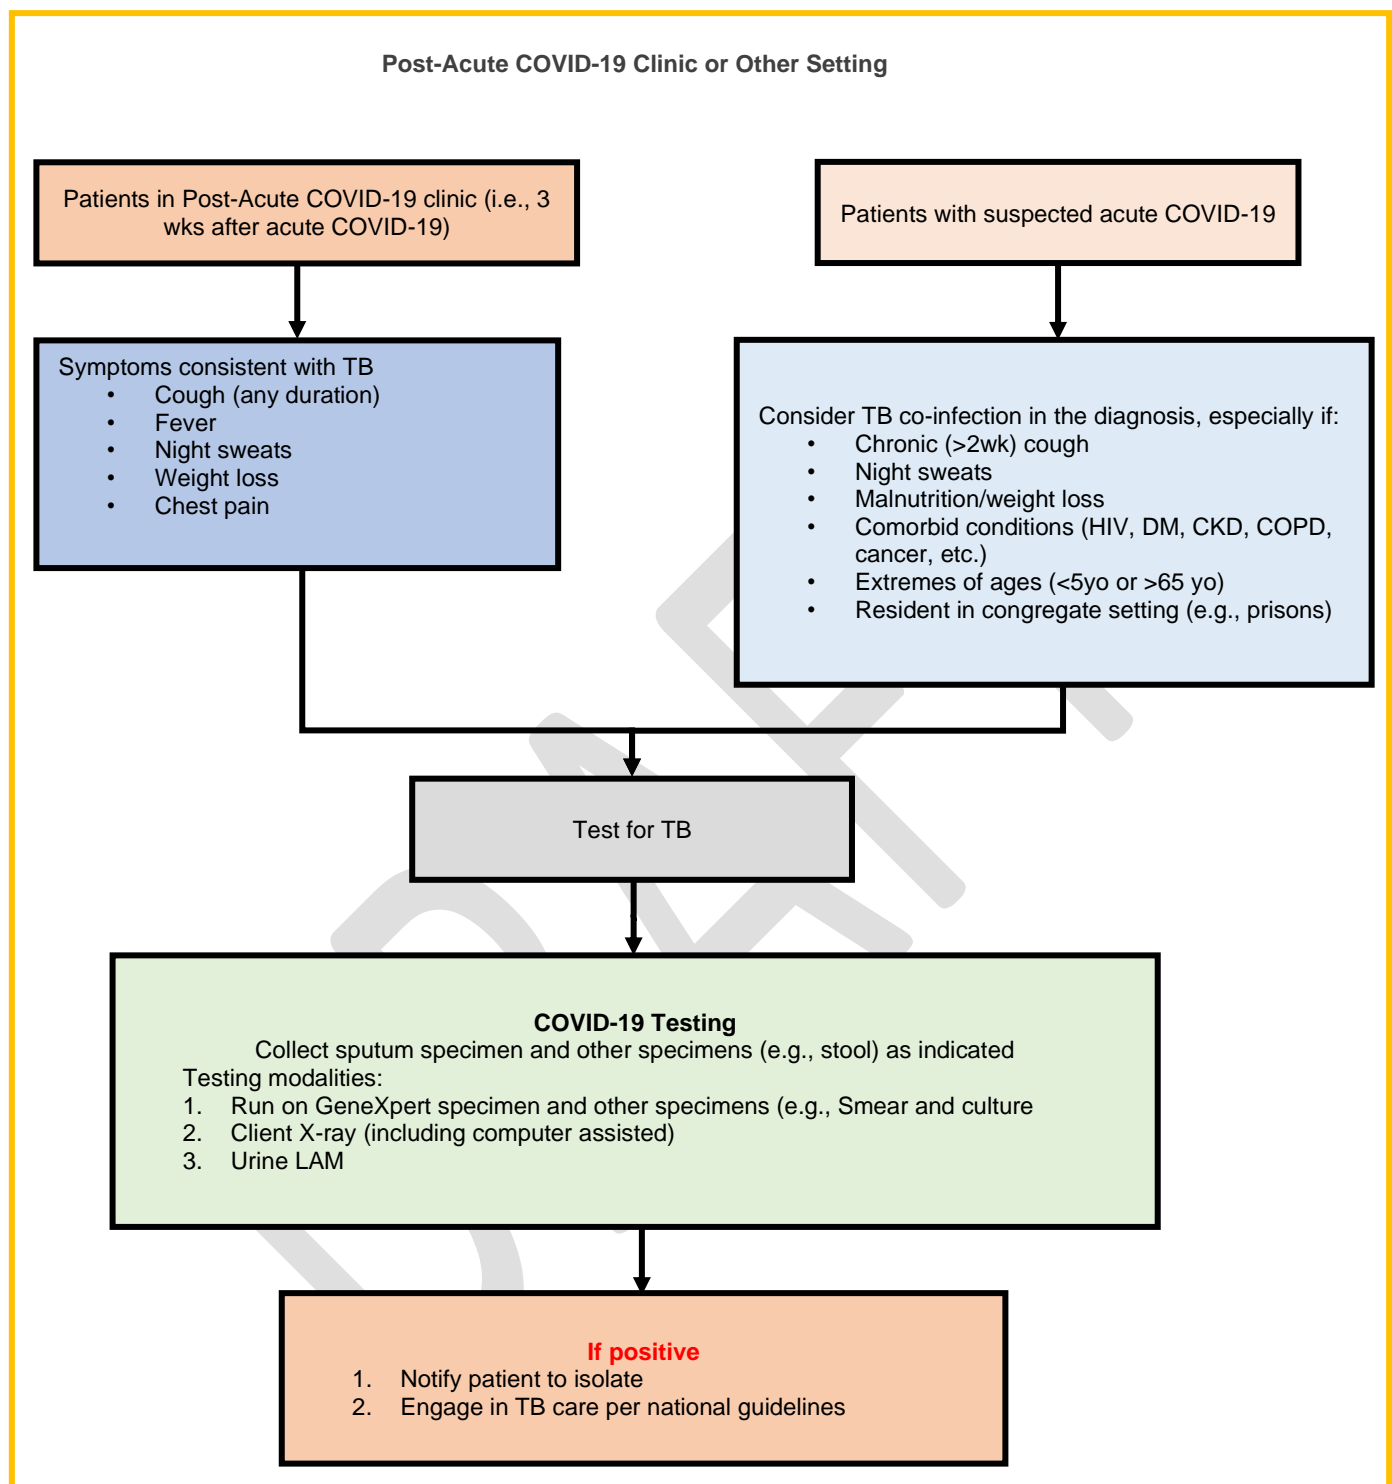 Post-Acute COVID-19 Clinic or Other Setting
Patients in Post-Acute COVID-19 clinic (i.e., 3
wks after acute COVID-19)
Patients with suspected acute COVID-19
Symptoms consistent with TB
• Cough (any duration)
• Fever
• Night sweats
• Weight loss
• Chest pain
Consider TB co-infection in the diagnosis, especially if:
• Chronic (>2wk) cough
• Night sweats
• Malnutrition/weight loss
• Comorbid conditions (HIV, DM, CKD, COPD,
cancer, etc.)
• Extremes of ages (<5yo or >65 yo)
• Resident in congregate setting (e.g., prisons)
Test for TB
COVID-19 Testing
Collect sputum specimen and other specimens (e.g., stool) as indicated
Testing modalities:
1. Run on GeneXpert specimen and other specimens (e.g., Smear and culture
2. Client X-ray (including computer assisted)
3. Urine LAM
If positive
1. Notify patient to isolate
2. Engage in TB care per national guidelines
DRAFT